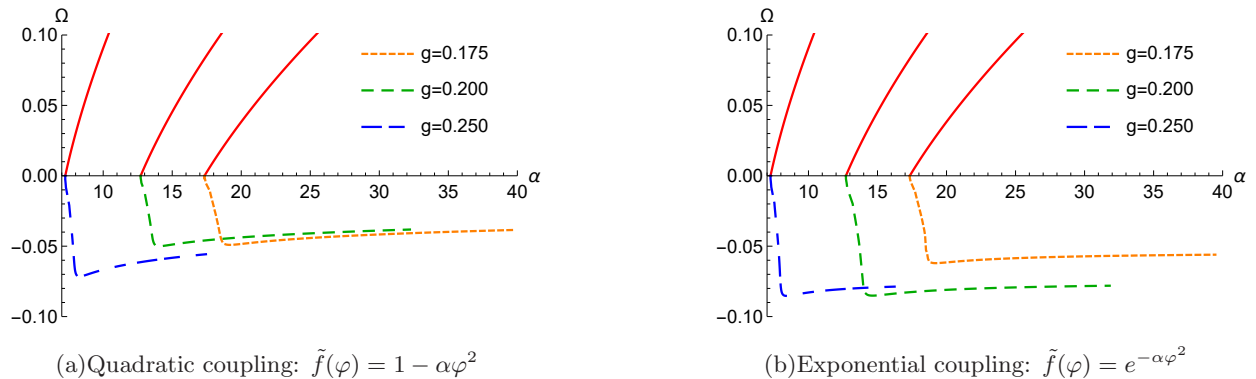 Ω
0.10
0.05
0.00
-0.05
-0.10
10 15 20 25 30 35 40
α
g=0.175
g=0.200
g=0.250
(a)Quadratic coupling: f̃(φ) = 1 − αφ²
Ω
0.10
0.05
0.00
-0.05
-0.10
10 15 20 25 30 35 40
α
g=0.175
g=0.200
g=0.250
(b)Exponential coupling: f̃(φ) = e^{−αφ²}